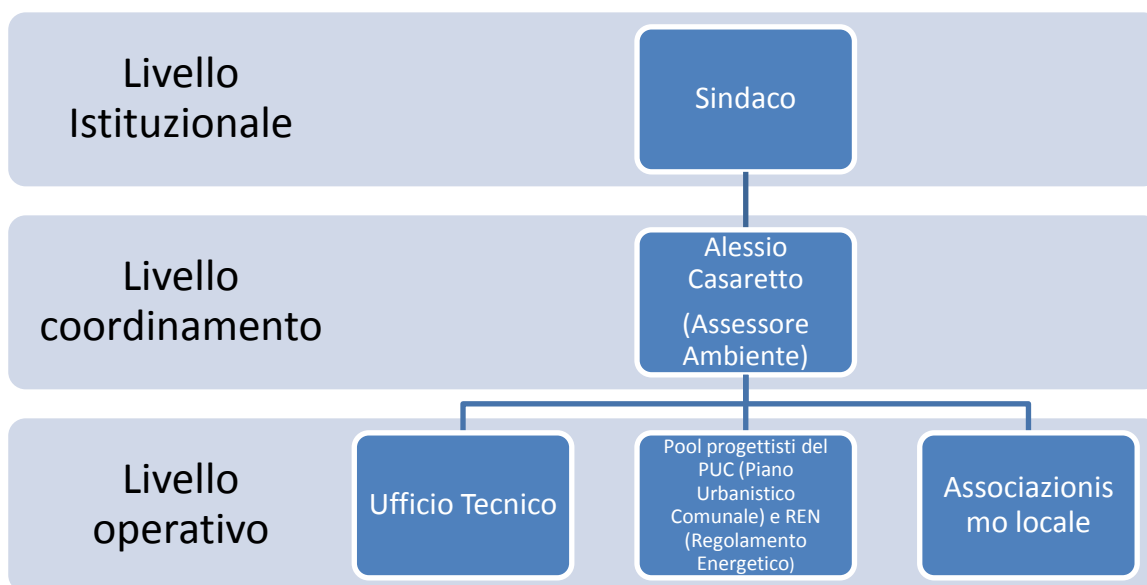 Livello
Istituzionale
Sindaco
Livello
coordinamento
Alessio
Casaretto
(Assessore
Ambiente)
Livello
operativo
Ufficio Tecnico
Pool progettisti del
PUC (Piano
Urbanistico
Comunale) e REN
(Regolamento
Energetico)
Associazionis
mo locale